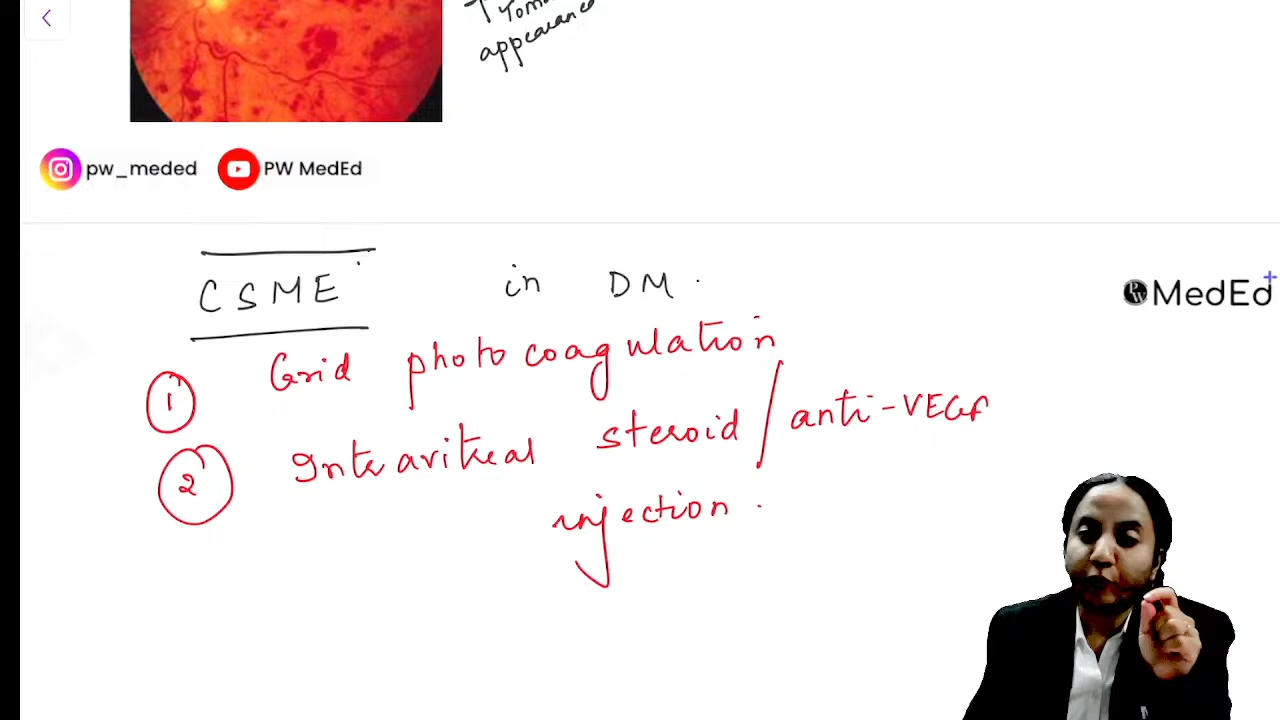 appearance
pw_meded PW MedEd
CSME in DM.
MedEd
1 Grid photocoagulation
2 Intravitreal steroid / anti-VEGF
injection.